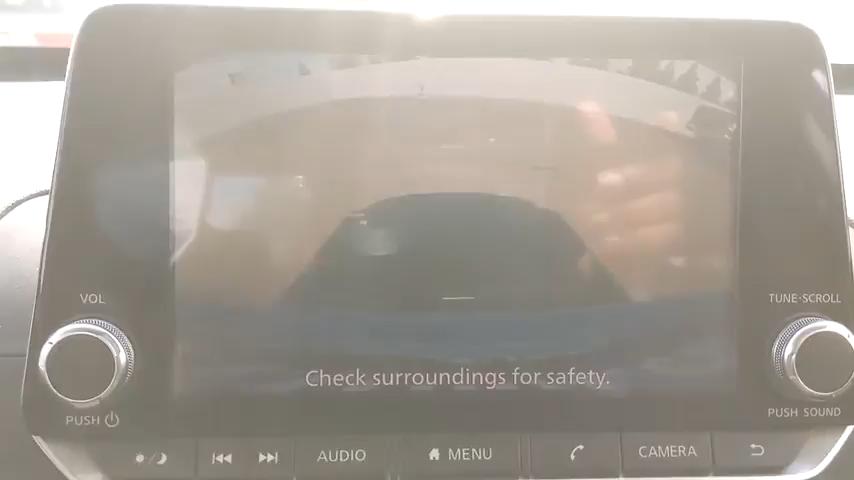 VOL
TUNE·SCROLL
Check surroundings for safety.
PUSH
PUSH SOUND
AUDIO
MENU
CAMERA